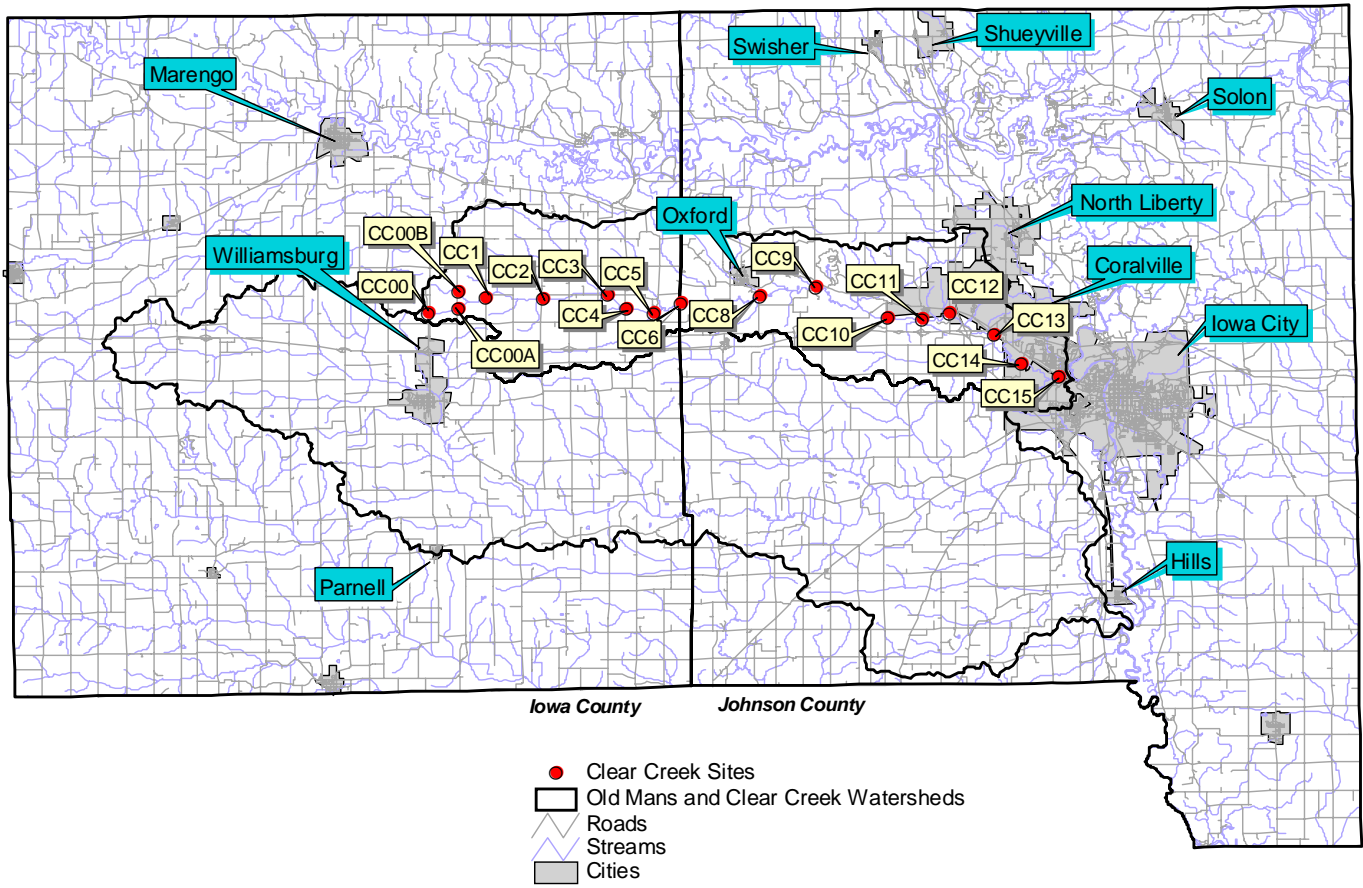 Swisher
Shueyville
Marengo
Solon
Oxford
North Liberty
CC00B
CC1
Williamsburg
CC2
CC3
CC5
CC9
CC11
CC12
Coralville
CC00
CC4
CC6
CC8
CC10
CC13
Iowa City
CC00A
CC14
CC15
Parnell
Hills
Iowa County
Johnson County
Clear Creek Sites
Old Mans and Clear Creek Watersheds
Roads
Streams
Cities